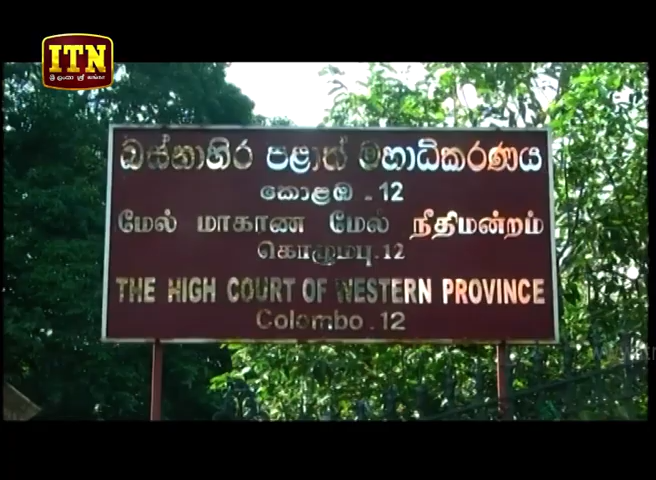 ITN
බස්නාහිර පළාත් මහාධිකරණය
කොළඹ - 12
மேல் மாகாண மேல் நீதிமன்றம்
கொழும்பு.12
THE HIGH COURT OF WESTERN PROVINCE
Colombo . 12